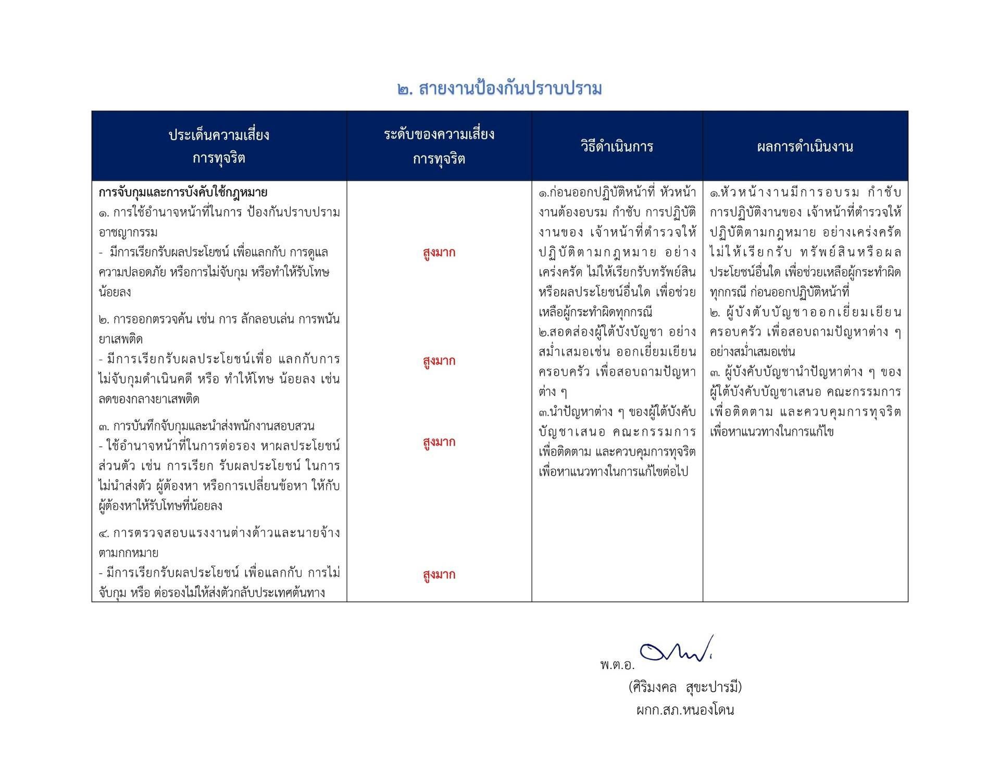 ๒. สายงานป้องกันปราบปราม
ประเด็นความเสี่ยง
การทุจริต
ระดับของความเสี่ยง
การทุจริต
วิธีดำเนินการ
ผลการดำเนินงาน
การจับกุมและการบังคับใช้กฎหมาย
๑. การใช้อำนาจหน้าที่ในการ ป้องกันปราบปราม
อาชญากรรม
- มีการเรียกรับผลประโยชน์ เพื่อแลกกับ การดูแล
ความปลอดภัย หรือการไม่จับกุม หรือทำให้รับโทษ
น้อยลง
๒. การออกตรวจค้น เช่น การ ลักลอบเล่น การพนัน
ยาเสพติด
- มีการเรียกรับผลประโยชน์เพื่อ แลกกับการ
ไม่จับกุมดำเนินคดี หรือ ทำให้โทษ น้อยลง เช่น
ลดของกลางยาเสพติด
๓. การบันทึกจับกุมและนำส่งพนักงานสอบสวน
- ใช้อำนาจหน้าที่ในการต่อรอง หาผลประโยชน์
ส่วนตัว เช่น การเรียก รับผลประโยชน์ ในการ
ไม่นำส่งตัว ผู้ต้องหา หรือการเปลี่ยนข้อหา ให้กับ
ผู้ต้องหาให้รับโทษที่น้อยลง
๔. การตรวจสอบแรงงานต่างด้าวและนายจ้าง
ตามกกหมาย
- มีการเรียกรับผลประโยชน์ เพื่อแลกกับ การไม่
จับกุม หรือ ต่อรองไม่ให้ส่งตัวกลับประเทศต้นทาง
สูงมาก
สูงมาก
สูงมาก
สูงมาก
๑.ก่อนออกปฏิบัติหน้าที่ หัวหน้า
งานต้องอบรม กำชับ การปฏิบัติ
งานของ เจ้าหน้าที่ตำรวจให้
ปฏิบัติตามกฎหมาย อย่าง
เคร่งครัด ไม่ให้เรียกรับทรัพย์สิน
หรือผลประโยชน์อื่นใด เพื่อช่วย
เหลือผู้กระทำผิดทุกกรณี
๒.สอดส่องผู้ใต้บังบัญชา อย่าง
สม่ำเสมอเช่น ออกเยี่ยมเยียน
ครอบครัว เพื่อสอบถามปัญหา
ต่าง ๆ
๓.นำปัญหาต่าง ๆ ของผู้ใต้บังคับ
บัญชาเสนอ คณะกรรมการ
เพื่อติดตาม และควบคุมการทุจริต
เพื่อหาแนวทางในการแก้ไขต่อไป
๑.หัวหน้างานมีการอบรม กำชับ
การปฏิบัติงานของ เจ้าหน้าที่ตำรวจให้
ปฏิบัติตามกฎหมาย อย่างเคร่งครัด
ไม่ให้เรียกรับ ทรัพย์สินหรือผล
ประโยชน์อื่นใด เพื่อช่วยเหลือผู้กระทำผิด
ทุกกรณี ก่อนออกปฏิบัติหน้าที่
๒. ผู้บังตับบัญชาออกเยี่ยมเยียน
ครอบครัว เพื่อสอบถามปัญหาต่าง ๆ
อย่างสม่ำเสมอเช่น
๓. ผู้บังคับบัญชานำปัญหาต่าง ๆ ของ
ผู้ใต้บังคับบัญชาเสนอ คณะกรรมการ
เพื่อติดตาม และควบคุมการทุจริต
เพื่อหาแนวทางในการแก้ไข
พ.ต.อ.
(ศิริมงคล สุขะปารมี)
ผกก.สภ.หนองโดน